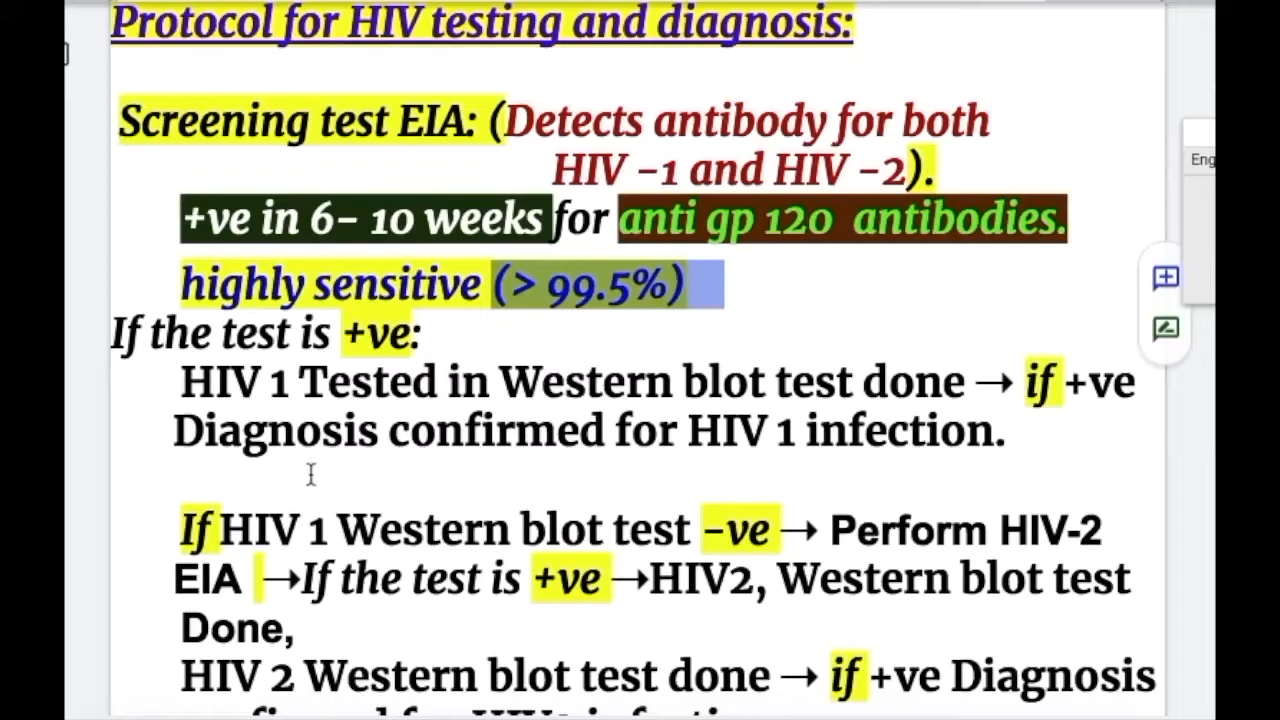 Protocol for HIV testing and diagnosis:
Screening test EIA: (Detects antibody for both
HIV -1 and HIV -2).
+ve in 6- 10 weeks for anti gp 120 antibodies.
highly sensitive (> 99.5%)
If the test is +ve:
HIV 1 Tested in Western blot test done → if +ve
Diagnosis confirmed for HIV 1 infection.
If HIV 1 Western blot test -ve → Perform HIV-2
EIA →If the test is +ve →HIV2, Western blot test
Done,
HIV 2 Western blot test done → if +ve Diagnosis
Eng